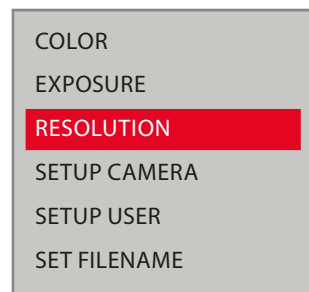 COLOR
EXPOSURE
RESOLUTION
SETUP CAMERA
SETUP USER
SET FILENAME